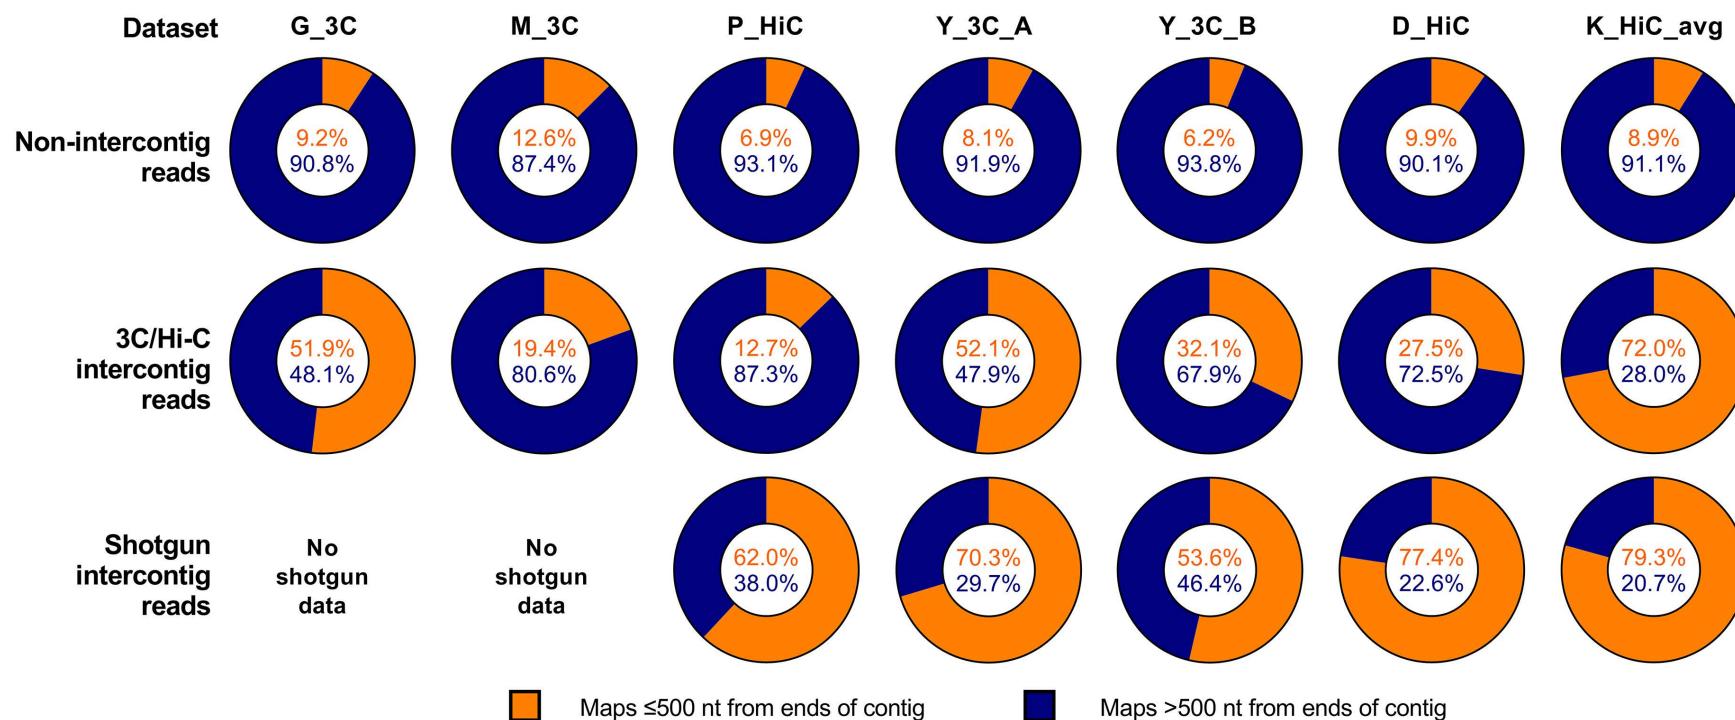 Dataset G_3C M_3C P_HiC Y_3C_A Y_3C_B D_HiC K_HiC_avg
Non-intercontig
reads
9.2% 12.6% 6.9% 8.1% 6.2% 9.9% 8.9%
90.8% 87.4% 93.1% 91.9% 93.8% 90.1% 91.1%
3C/Hi-C
intercontig
reads
51.9% 19.4% 12.7% 52.1% 32.1% 27.5% 72.0%
48.1% 80.6% 87.3% 47.9% 67.9% 72.5% 28.0%
Shotgun
intercontig
reads
No
shotgun
data
No
shotgun
data
62.0% 70.3% 53.6% 77.4% 79.3%
38.0% 29.7% 46.4% 22.6% 20.7%
Maps ≤500 nt from ends of contig
Maps >500 nt from ends of contig